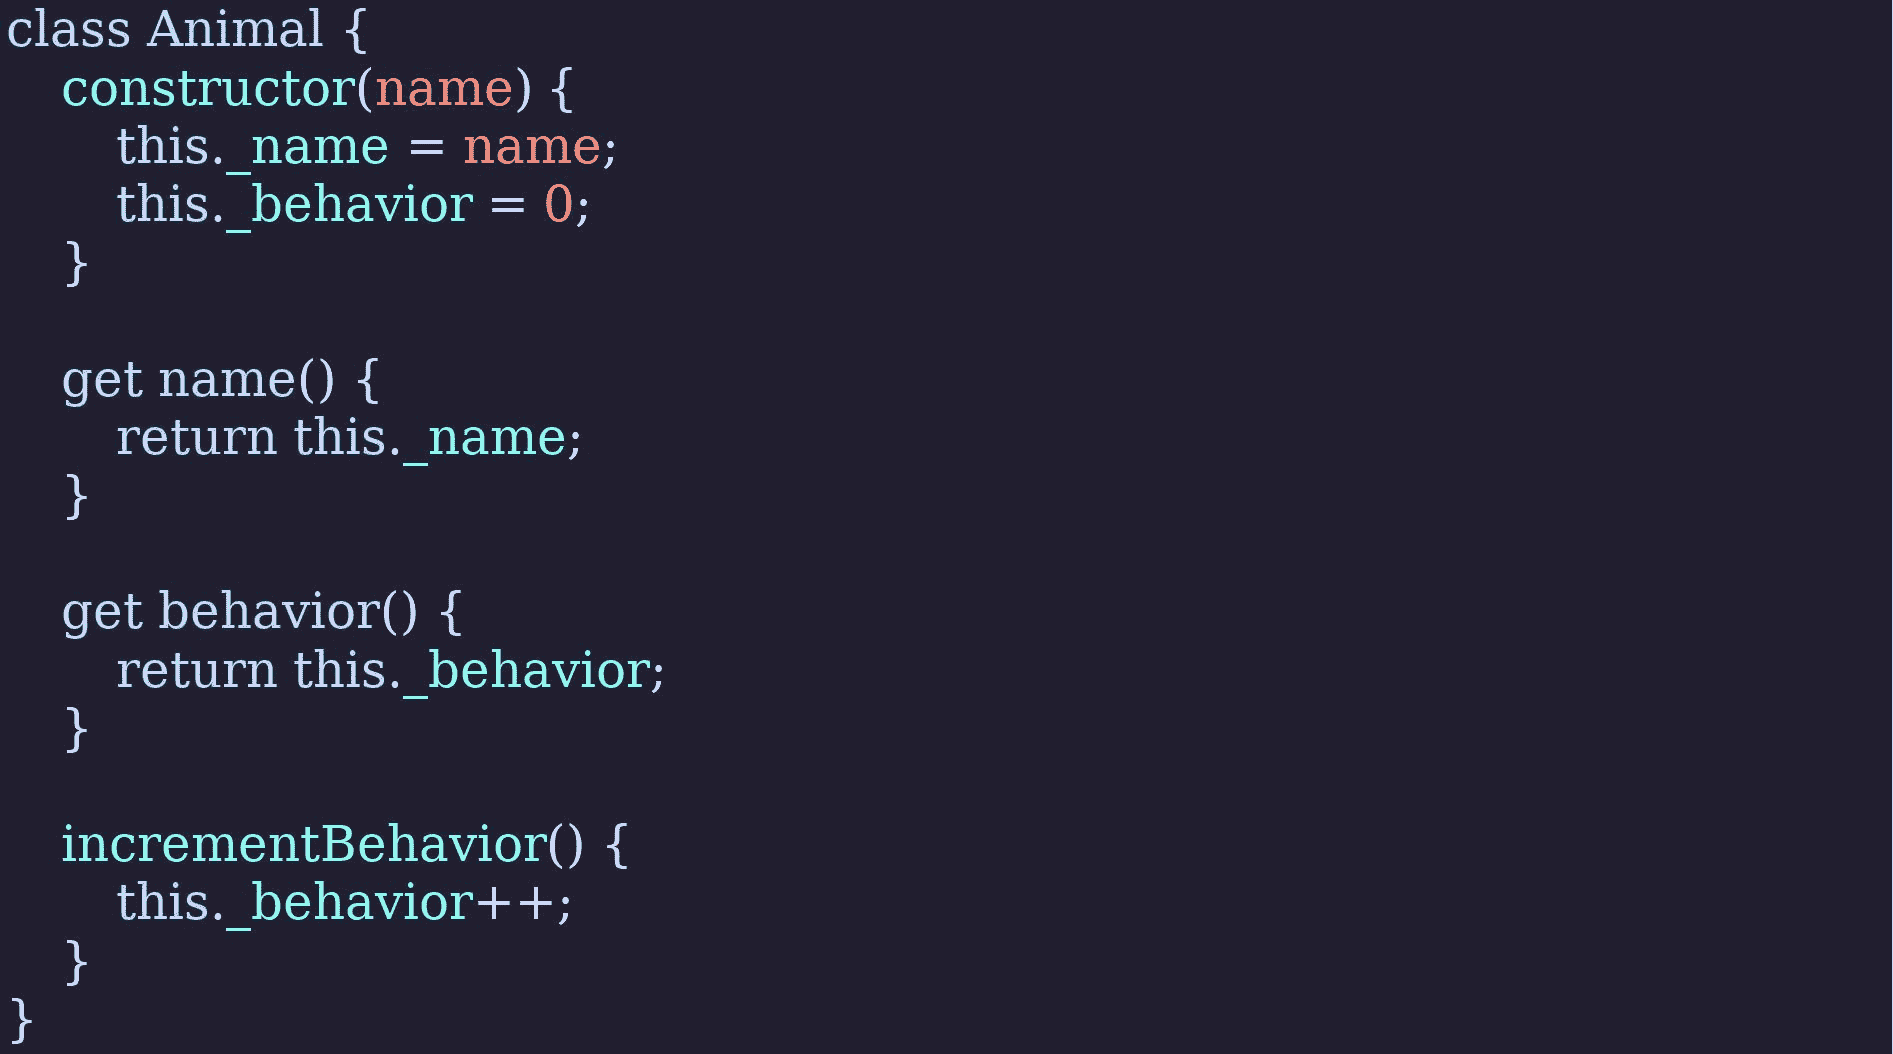 class Animal {
constructor(name) {
this._name = name;
this._behavior = 0;
}
get name() {
return this._name;
}
get behavior() {
return this._behavior;
}
incrementBehavior() {
this._behavior++;
}
}